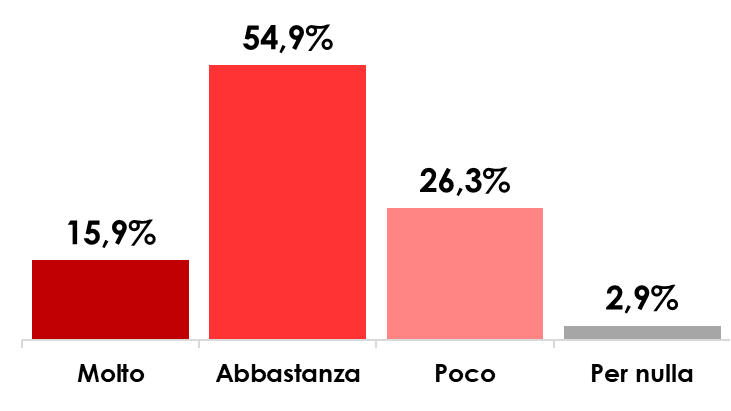 54,9%
26,3%
15,9%
2,9%
Molto Abbastanza Poco Per nulla